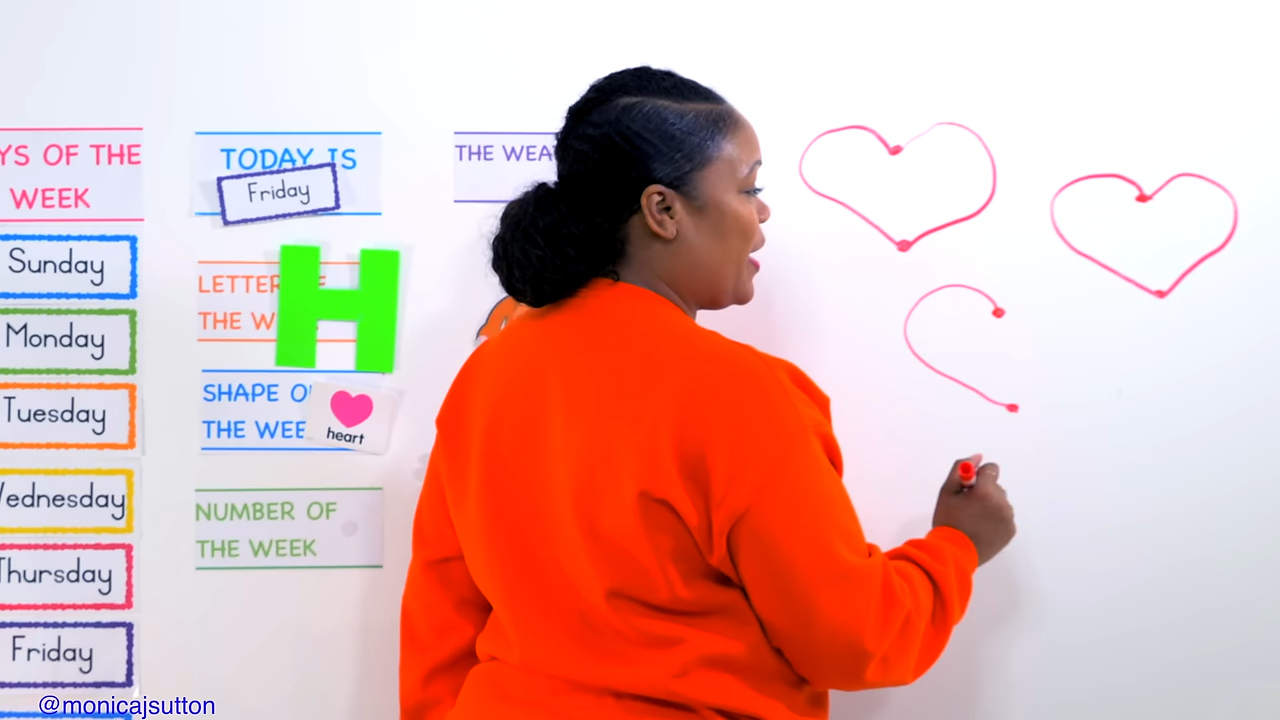 YS OF THE
WEEK
Sunday
Monday
Tuesday
Wednesday
Thursday
Friday
TODAY IS
Friday
LETTER
THE W
H
SHAPE O
THE WEE
heart
NUMBER OF
THE WEEK
THE WEA
@monicajsutton